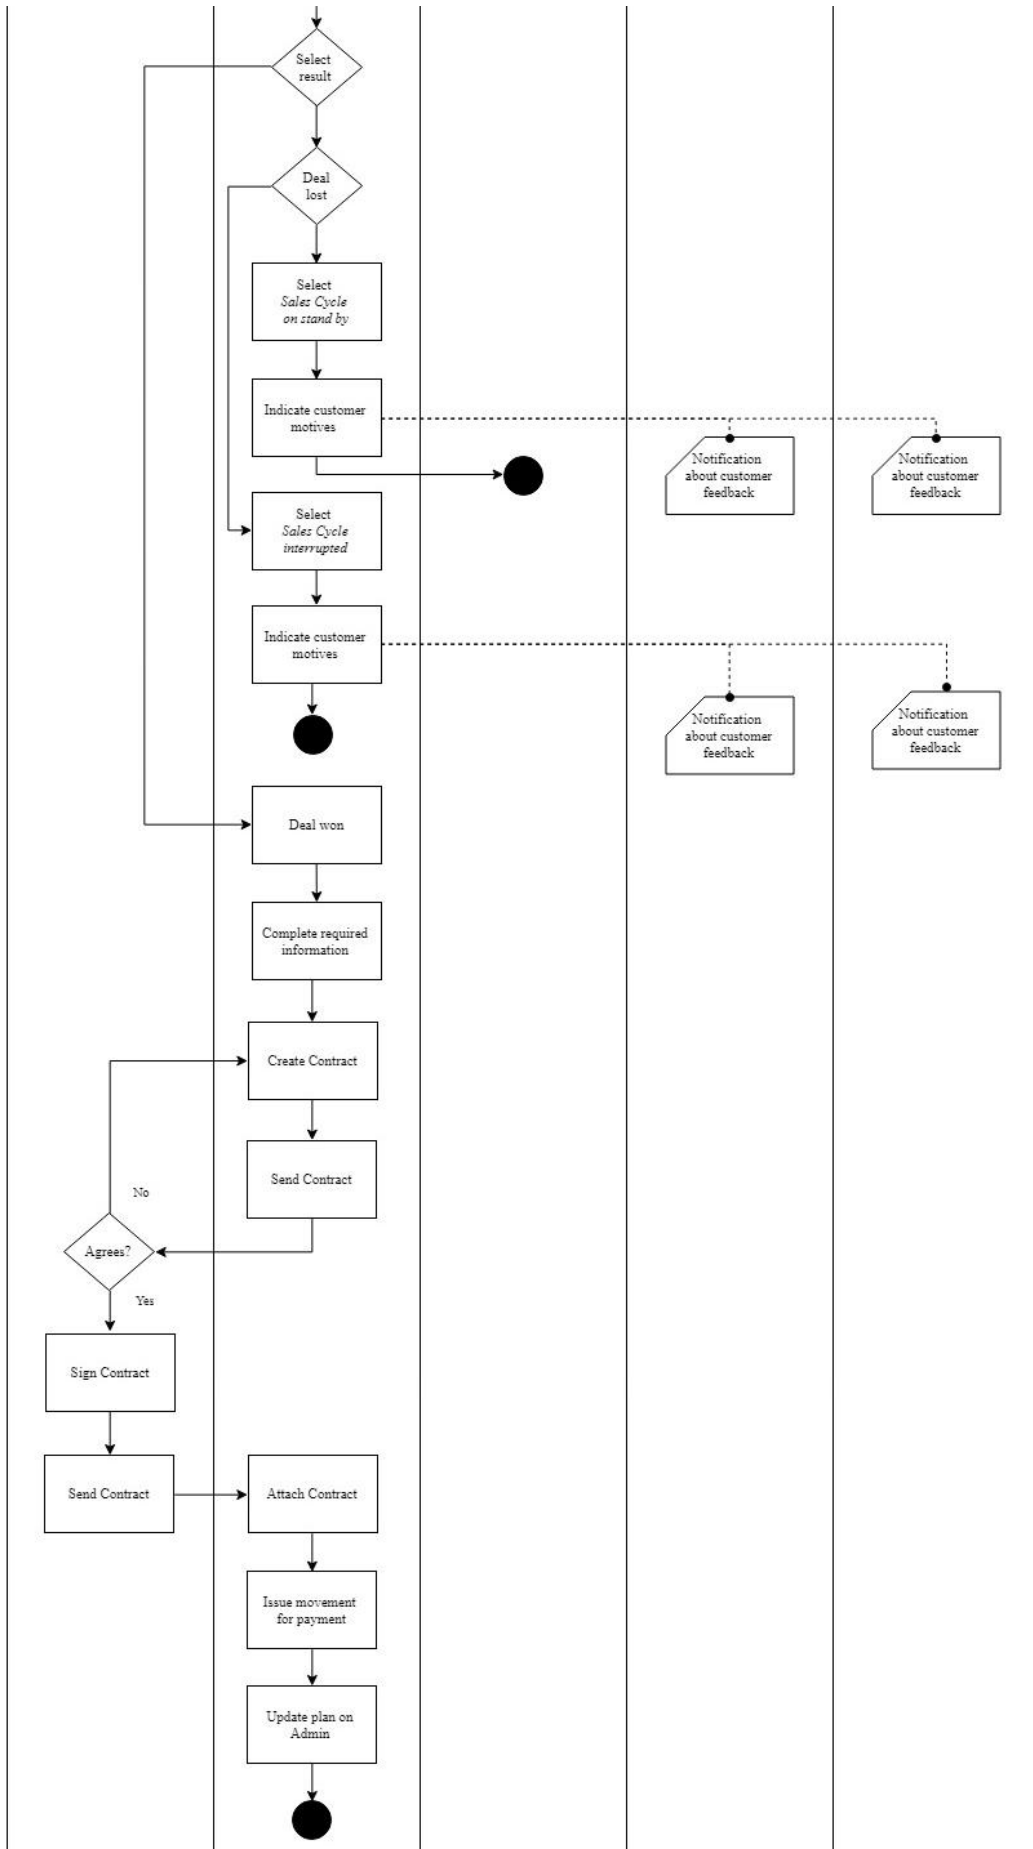 Select
result
Deal
lost
Select
Sales Cycle
on stand by
Indicate customer
motives
Notification
about customer
feedback
Notification
about customer
feedback
Select
Sales Cycle
interrupted
Indicate customer
motives
Notification
about customer
feedback
Notification
about customer
feedback
Deal won
Complete required
information
Create Contract
Send Contract
No
Agrees?
Yes
Sign Contract
Send Contract
Attach Contract
Issue movement
for payment
Update plan on
Admin